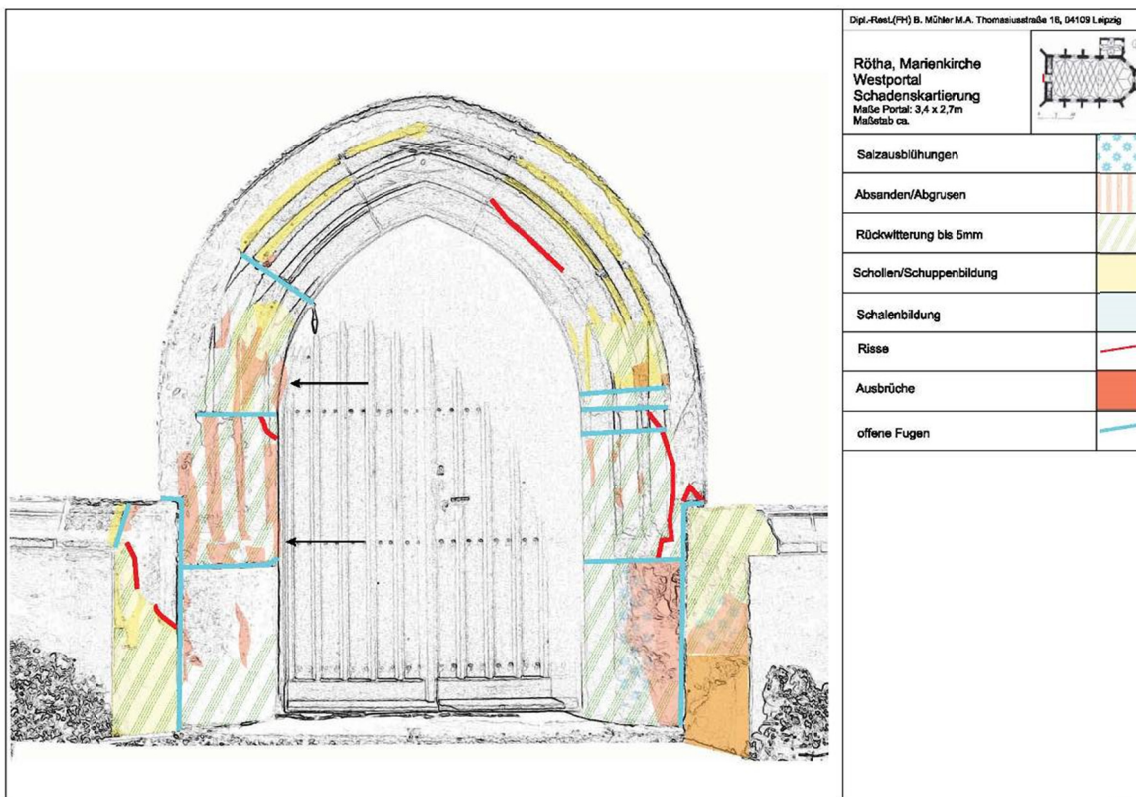 Dipl.-Rest.(FH) B. Mühler M.A. Thomasiusstraße 16, 04109 Leipzig
Rötha, Marienkirche
Westportal
Schadenskartierung
Maße Portal: 3,4 x 2,7m
Maßstab ca.
Salzausblühungen
Absanden/Abgrusen
Rückwitterung bis 5mm
Schollen/Schuppenbildung
Schalenbildung
Risse
Ausbrüche
offene Fugen